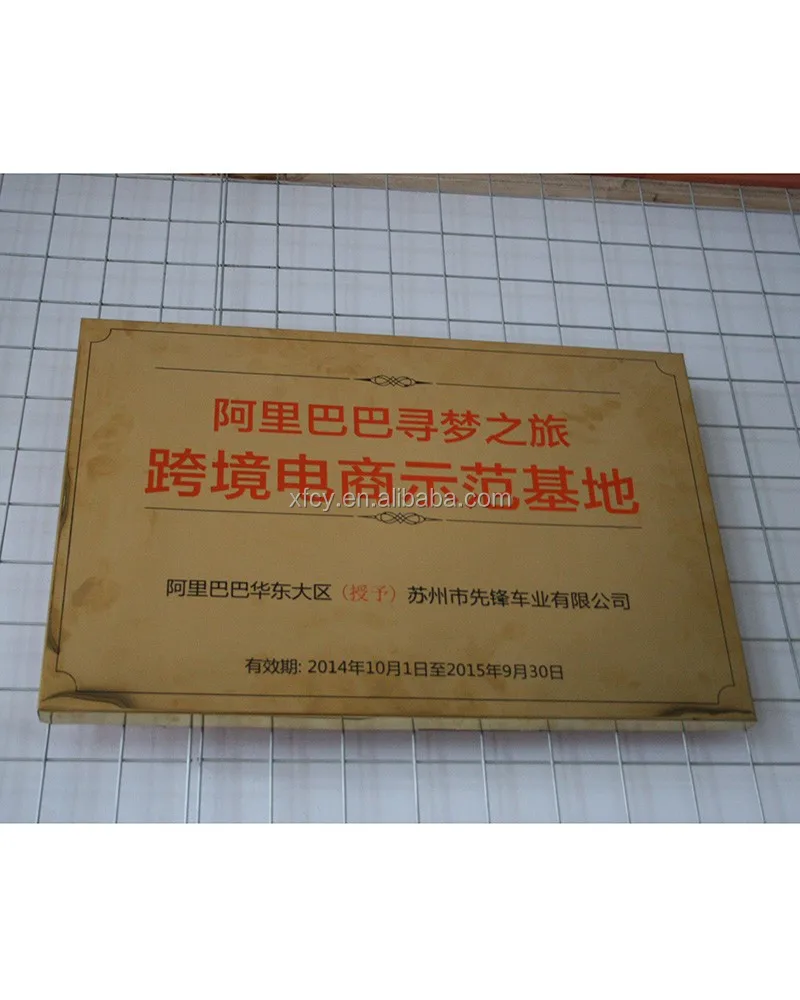 阿里巴巴寻梦之旅
跨境电商示范基地
xfcy.en.alibaba.com
阿里巴巴华东大区（授予）苏州市先锋车业有限公司
有效期: 2014年10月1日至2015年9月30日